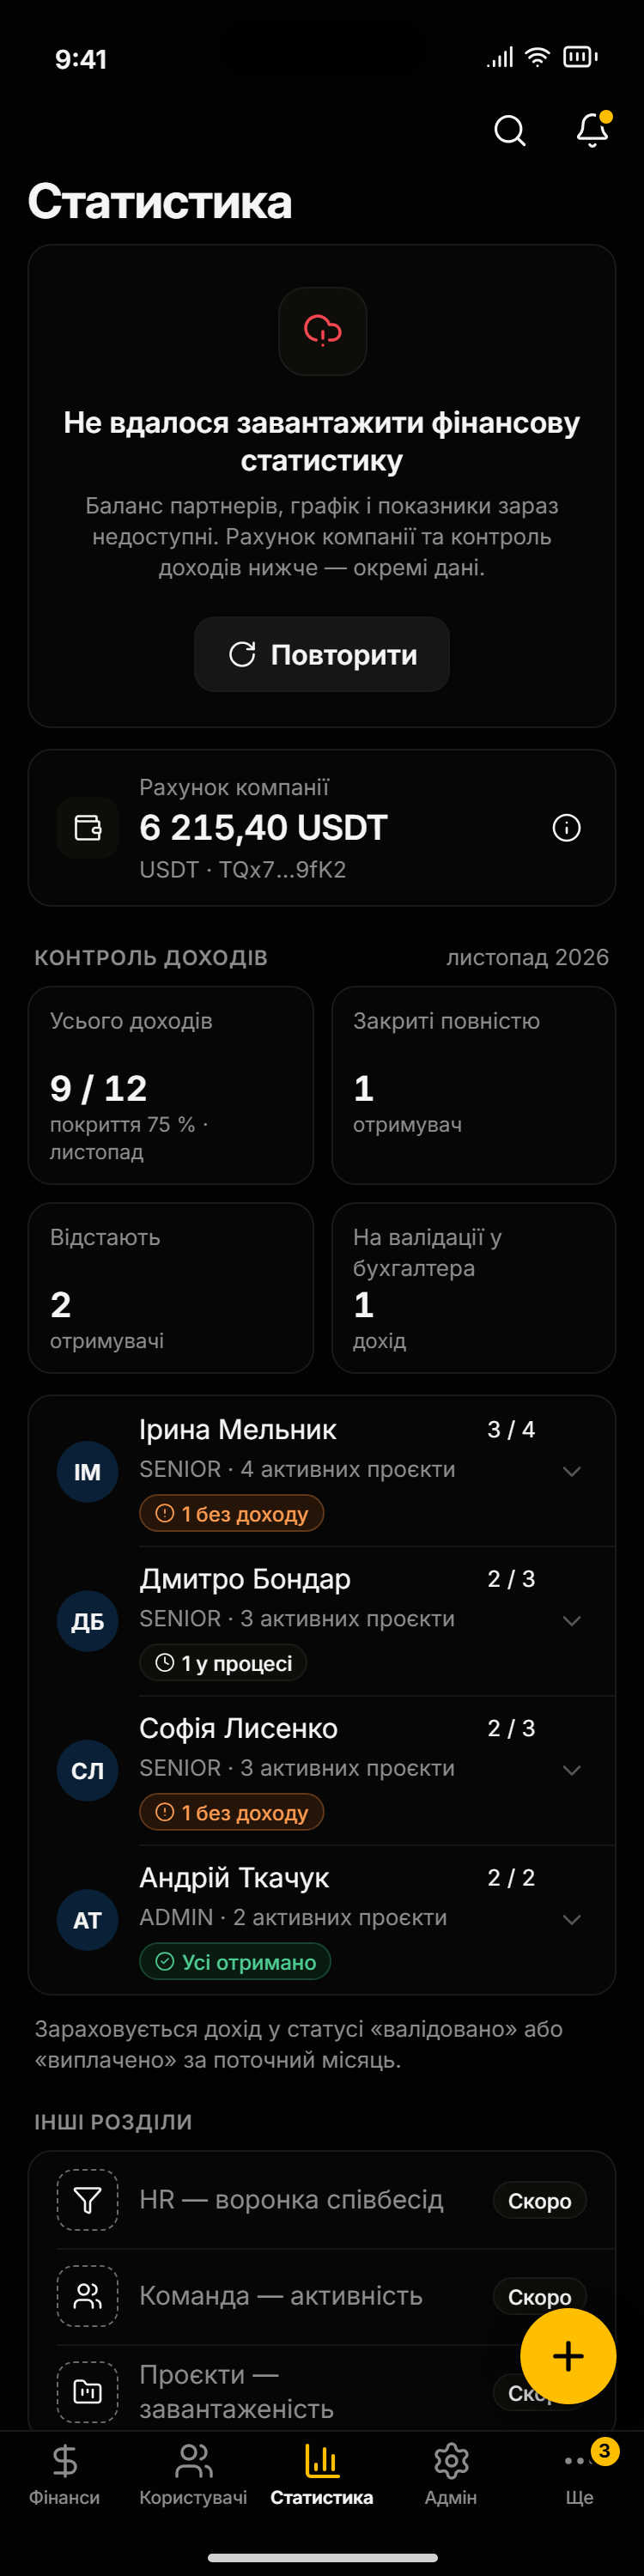 9:41
Статистика
Не вдалося завантажити фінансову
статистику
Баланс партнерів, графік і показники зараз
недоступні. Рахунок компанії та контроль
доходів нижче — окремі дані.
Повторити
Рахунок компанії
6 215,40 USDT
USDT · TQx7…9fK2
КОНТРОЛЬ ДОХОДІВ
листопад 2026
Усього доходів
9 / 12
покриття 75 % ·
листопад
Закриті повністю
1
отримувач
Відстають
2
отримувачі
На валідації у
бухгалтера
1
дохід
ІМ
Ірина Мельник
3 / 4
SENIOR · 4 активних проєкти
1 без доходу
ДБ
Дмитро Бондар
2 / 3
SENIOR · 3 активних проєкти
1 у процесі
СЛ
Софія Лисенко
2 / 3
SENIOR · 3 активних проєкти
1 без доходу
АТ
Андрій Ткачук
2 / 2
ADMIN · 2 активних проєкти
Усі отримано
Зараховується дохід у статусі «валідовано» або
«виплачено» за поточний місяць.
ІНШІ РОЗДІЛИ
HR — воронка співбесід
Скоро
Команда — активність
Скоро
Проєкти —
завантаженість
Фінанси
Користувачі
Статистика
Адмін
3
Ще